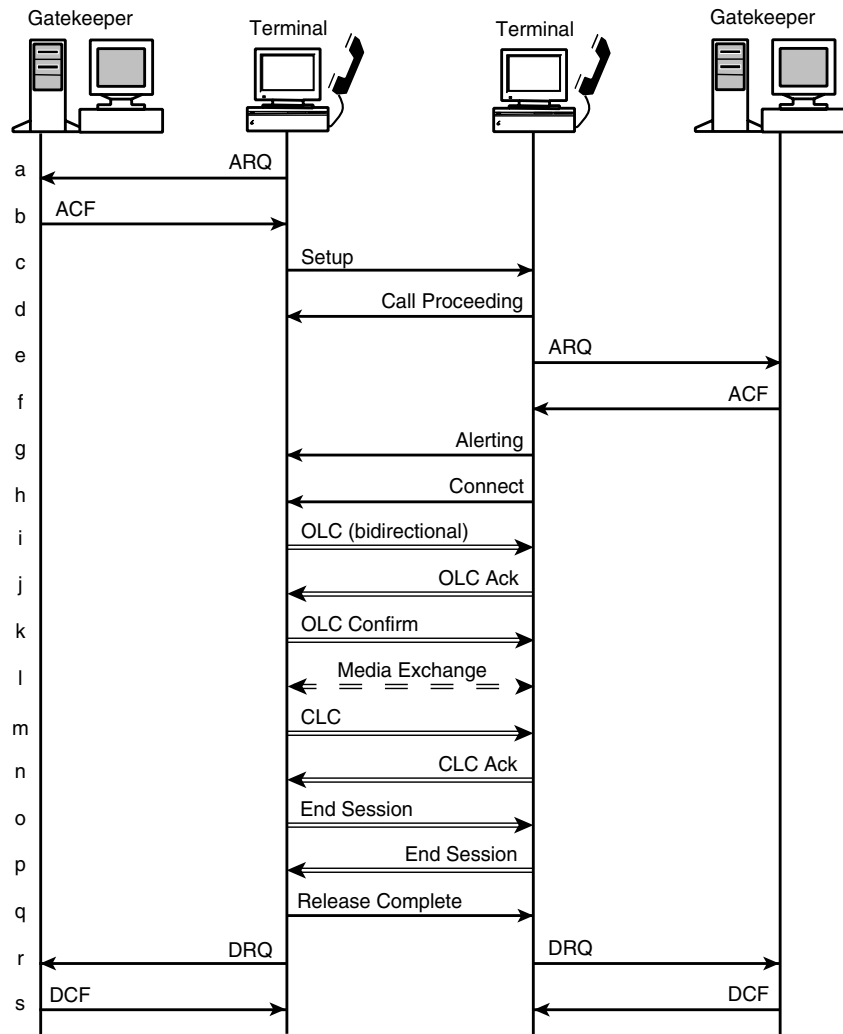 Gatekeeper
Terminal
Terminal
Gatekeeper
a
ARQ
b
ACF
c
Setup
d
Call Proceeding
e
ARQ
f
ACF
g
Alerting
h
Connect
i
OLC (bidirectional)
j
OLC Ack
k
OLC Confirm
l
Media Exchange
m
CLC
n
CLC Ack
o
End Session
p
End Session
q
Release Complete
r
DRQ
DRQ
s
DCF
DCF